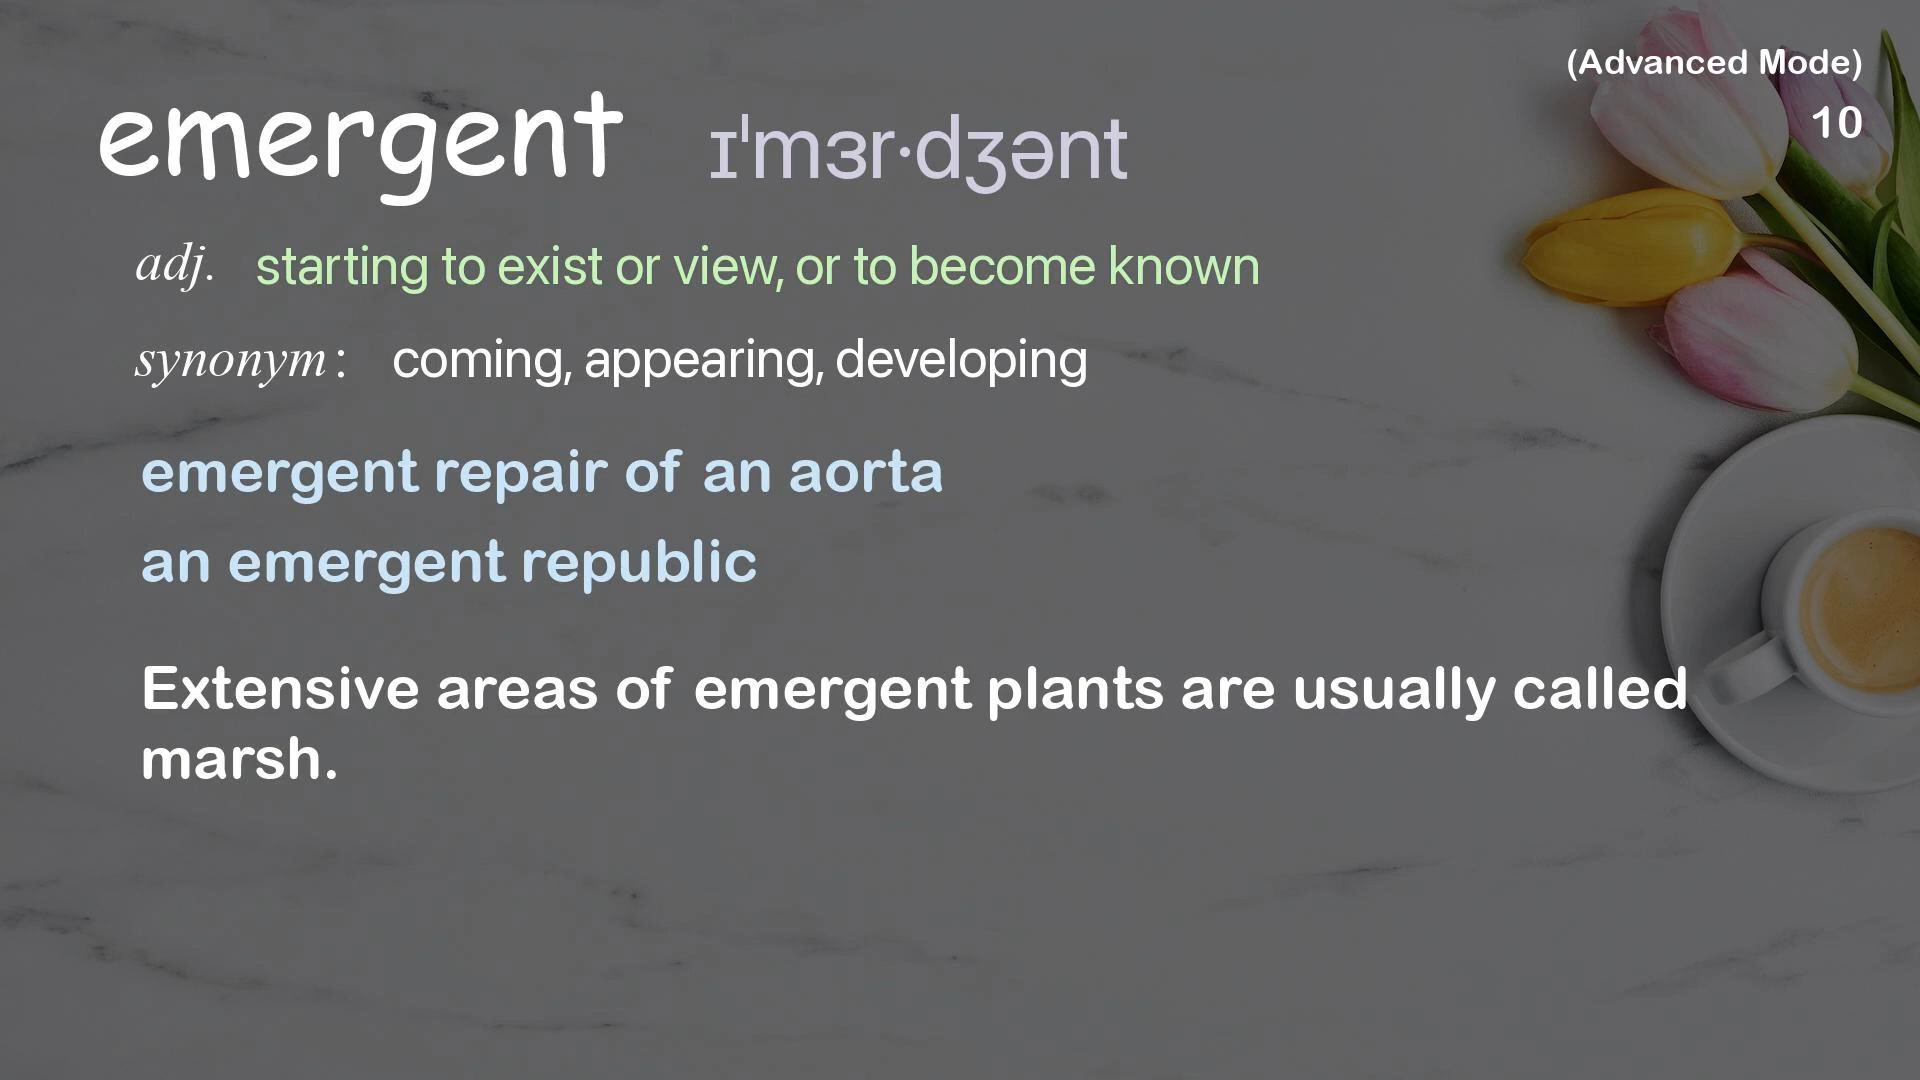 (Advanced Mode)
10
emergent ɪˈmɜr·dʒənt
adj. starting to exist or view, or to become known
synonym: coming, appearing, developing
emergent repair of an aorta
an emergent republic
Extensive areas of emergent plants are usually called
marsh.